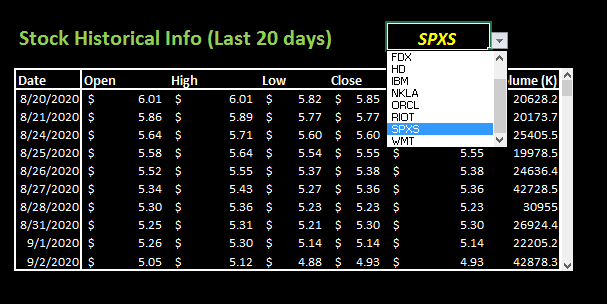 Stock Historical Info (Last 20 days) SPXS
FDX
HD
IBM
NKLA
ORCL
RIOT
SPXS
WMT
Date Open High Low Close lume (K)
8/20/2020 $ 6.01 $ 6.01 $ 5.82 $ 5.85 20628.2
8/21/2020 $ 5.86 $ 5.89 $ 5.77 $ 5.77 20173.7
8/24/2020 $ 5.64 $ 5.71 $ 5.60 $ 5.60 25405.5
8/25/2020 $ 5.58 $ 5.64 $ 5.54 $ 5.55 $ 5.55 19978.5
8/26/2020 $ 5.52 $ 5.55 $ 5.37 $ 5.38 $ 5.38 24636.4
8/27/2020 $ 5.34 $ 5.43 $ 5.27 $ 5.36 $ 5.36 42728.5
8/28/2020 $ 5.30 $ 5.36 $ 5.23 $ 5.23 $ 5.23 30955
8/31/2020 $ 5.25 $ 5.31 $ 5.21 $ 5.30 $ 5.30 26924.4
9/1/2020 $ 5.26 $ 5.30 $ 5.14 $ 5.14 $ 5.14 22205.2
9/2/2020 $ 5.05 $ 5.12 $ 4.88 $ 4.93 $ 4.93 42878.3